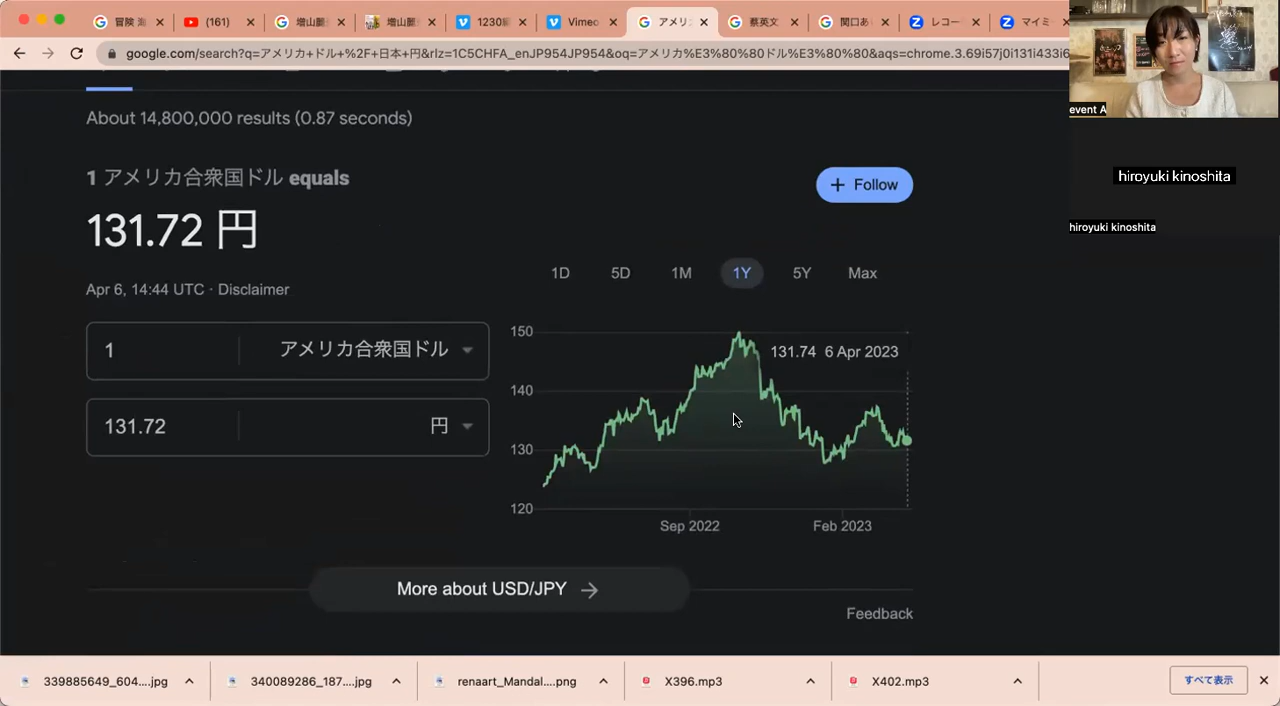 冒険 海
(161)
増山麗
増山麗
1230
Vimeo
アメリ
蔡英文
関口あ
レコー
マイミ
google.com/search?q=アメリカ+ドル+%2F+日本+円&rlz=1C5CHFA_enJP954JP954&oq=アメリカ%E3%80%80ドル%E3%80%80&aqs=chrome.3.69i57j0i131i433i6
event A
hiroyuki kinoshita
hiroyuki kinoshita
About 14,800,000 results (0.87 seconds)
1 アメリカ合衆国ドル equals
131.72 円
+ Follow
Apr 6, 14:44 UTC · Disclaimer
1D 5D 1M 1Y 5Y Max
1 アメリカ合衆国ドル
131.72 円
150
140
130
120
131.74 6 Apr 2023
Sep 2022 Feb 2023
More about USD/JPY →
Feedback
339885649_604....jpg
340089286_187....jpg
renaart_Mandal....png
X396.mp3
X402.mp3
すべて表示